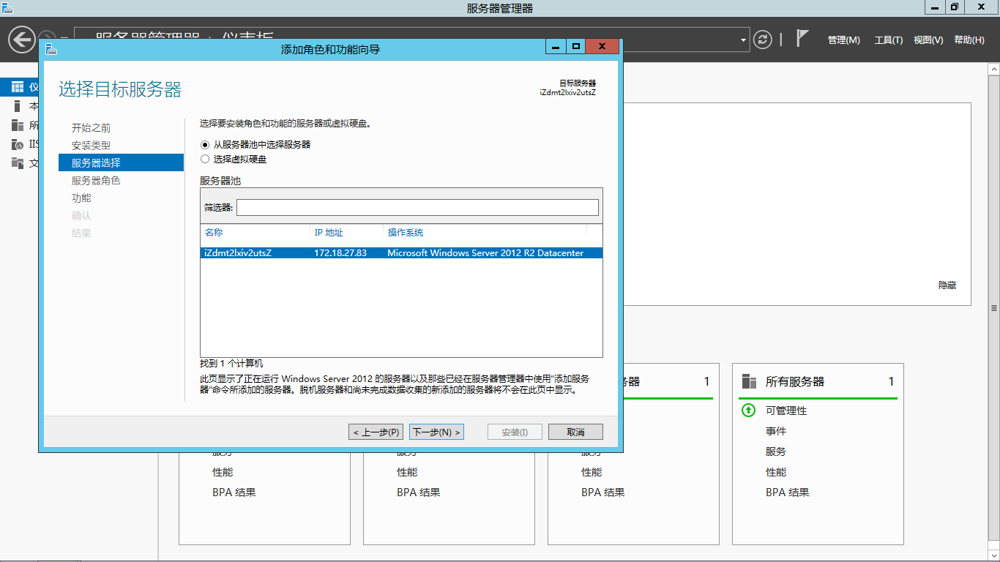 服务器管理器
服务器管理器 · 仪表板
管理(M) 工具(T) 视图(V) 帮助(H)
添加角色和功能向导
选择目标服务器
目标服务器
iZdmt2lxiv2utsZ
仪
本
所
IIS
文
开始之前
安装类型
服务器选择
服务器角色
功能
确认
结果
选择要安装角色和功能的服务器或虚拟硬盘。
从服务器池中选择服务器
选择虚拟硬盘
服务器池
筛选器:
名称 IP 地址 操作系统
iZdmt2lxiv2utsZ 172.18.27.83 Microsoft Windows Server 2012 R2 Datacenter
找到 1 个计算机
此页显示了正在运行 Windows Server 2012 的服务器以及那些已经在服务器管理器中使用"添加服务
器"命令所添加的服务器。脱机服务器和尚未完成数据收集的新添加的服务器将不会在此页中显示。
< 上一步(P) 下一步(N) > 安装(I) 取消
隐藏
务器 1
所有服务器 1
可管理性
事件
服务
性能
BPA 结果
服务
性能
BPA 结果
服务
性能
BPA 结果
服务
性能
BPA 结果